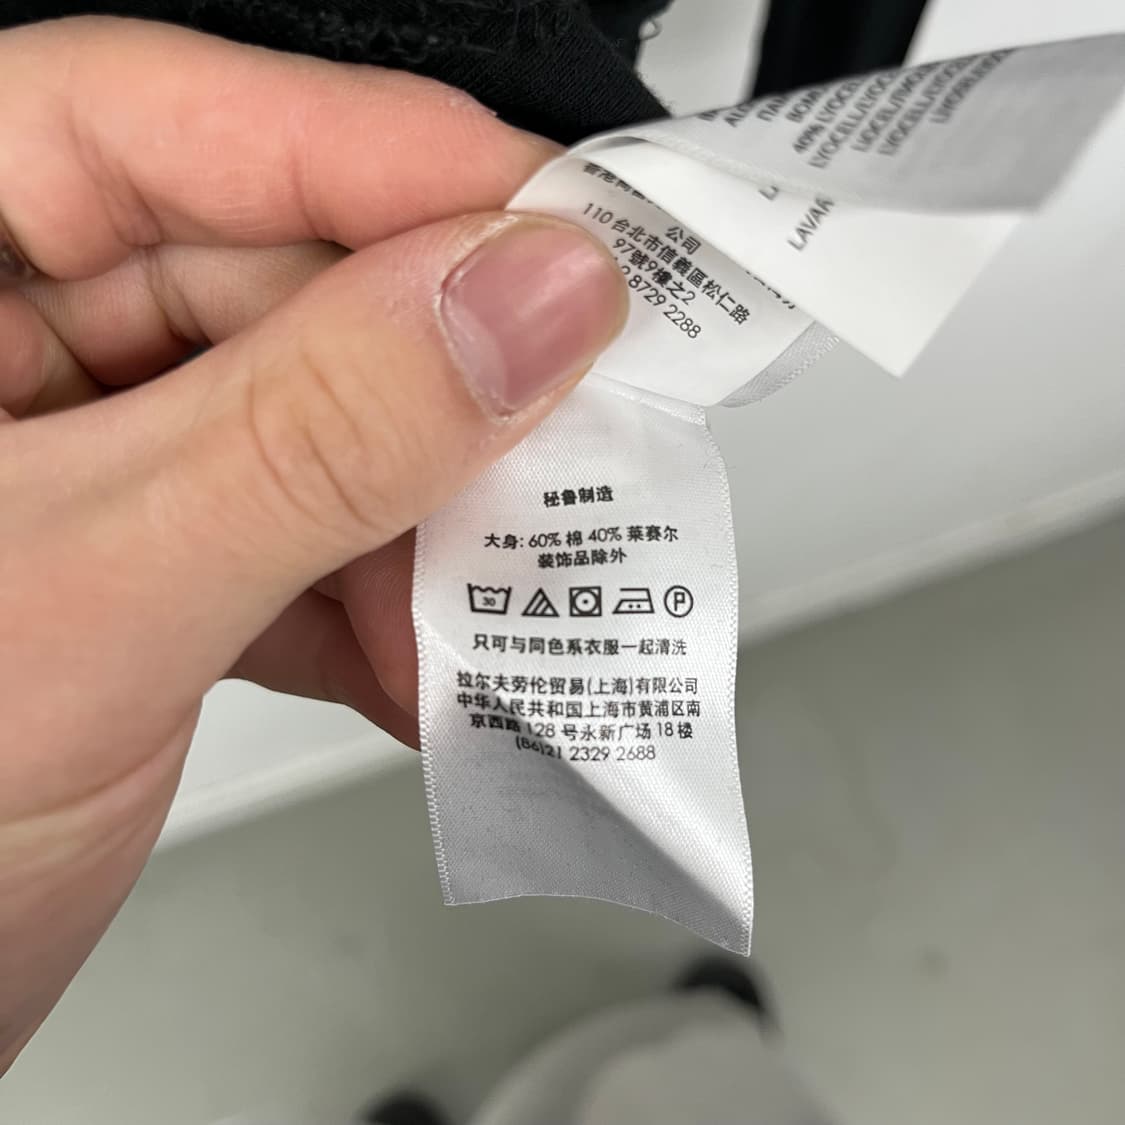 公司
110 台北市信義區松仁路
97號9樓之2
8729 2288
40% LYOCELL
LAVAR
秘鲁制造
大身: 60% 棉 40% 莱赛尔
装饰品除外
30
P
只可与同色系衣服一起清洗
拉尔夫劳伦贸易(上海)有限公司
中华人民共和国上海市黄浦区南
京西路 128 号永新广场 18 楼
(86)21 2329 2688